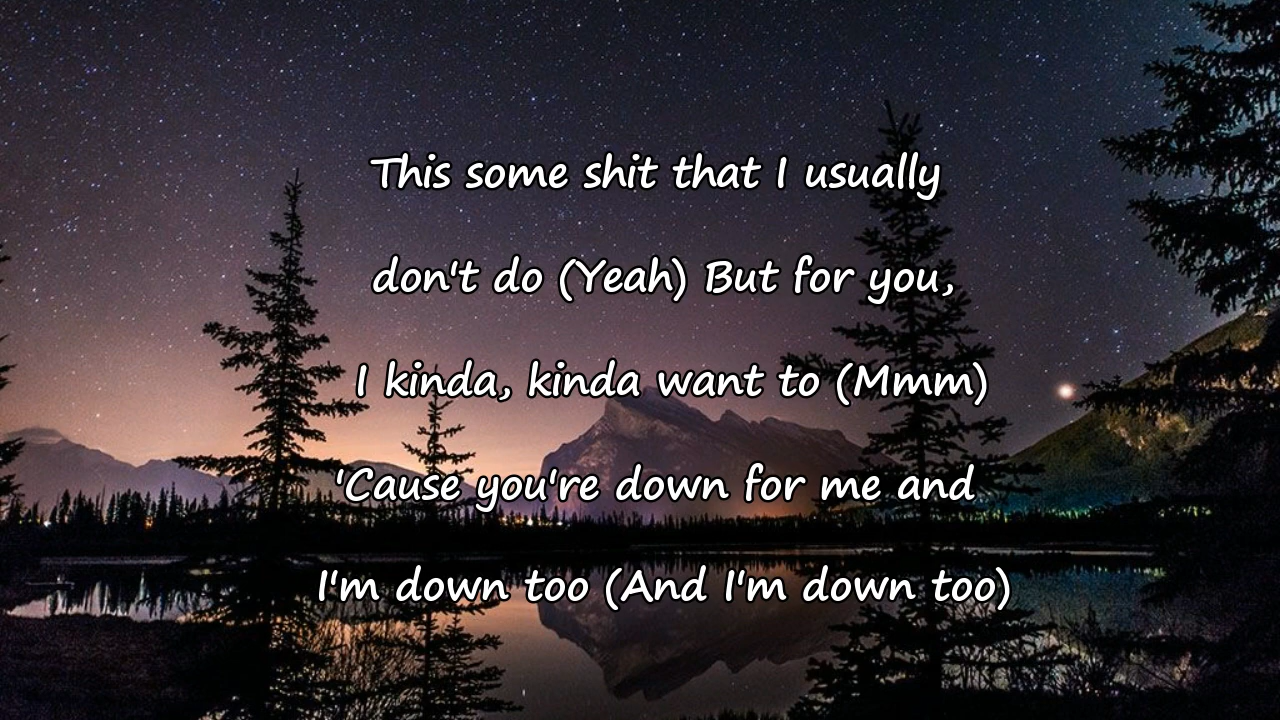 This some shit that I usually
don't do (Yeah) But for you,
I kinda, kinda want to (Mmm)
'Cause you're down for me and
I'm down too (And I'm down too)